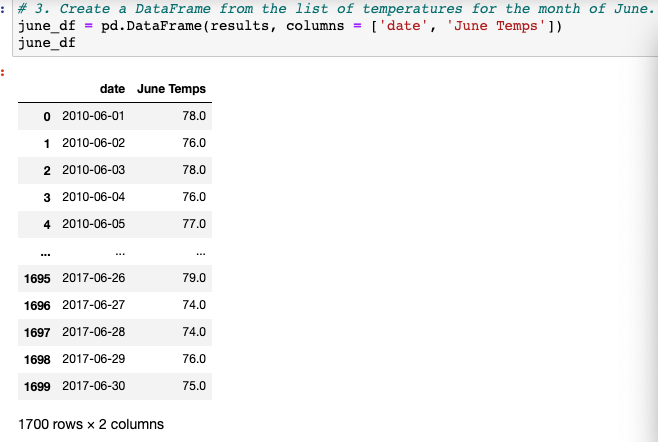 : # 3. Create a DataFrame from the list of temperatures for the month of June.
june_df = pd.DataFrame(results, columns = ['date', 'June Temps'])
june_df
:
date June Temps
0 2010-06-01 78.0
1 2010-06-02 76.0
2 2010-06-03 78.0
3 2010-06-04 76.0
4 2010-06-05 77.0
... ... ...
1695 2017-06-26 79.0
1696 2017-06-27 74.0
1697 2017-06-28 74.0
1698 2017-06-29 76.0
1699 2017-06-30 75.0
1700 rows × 2 columns